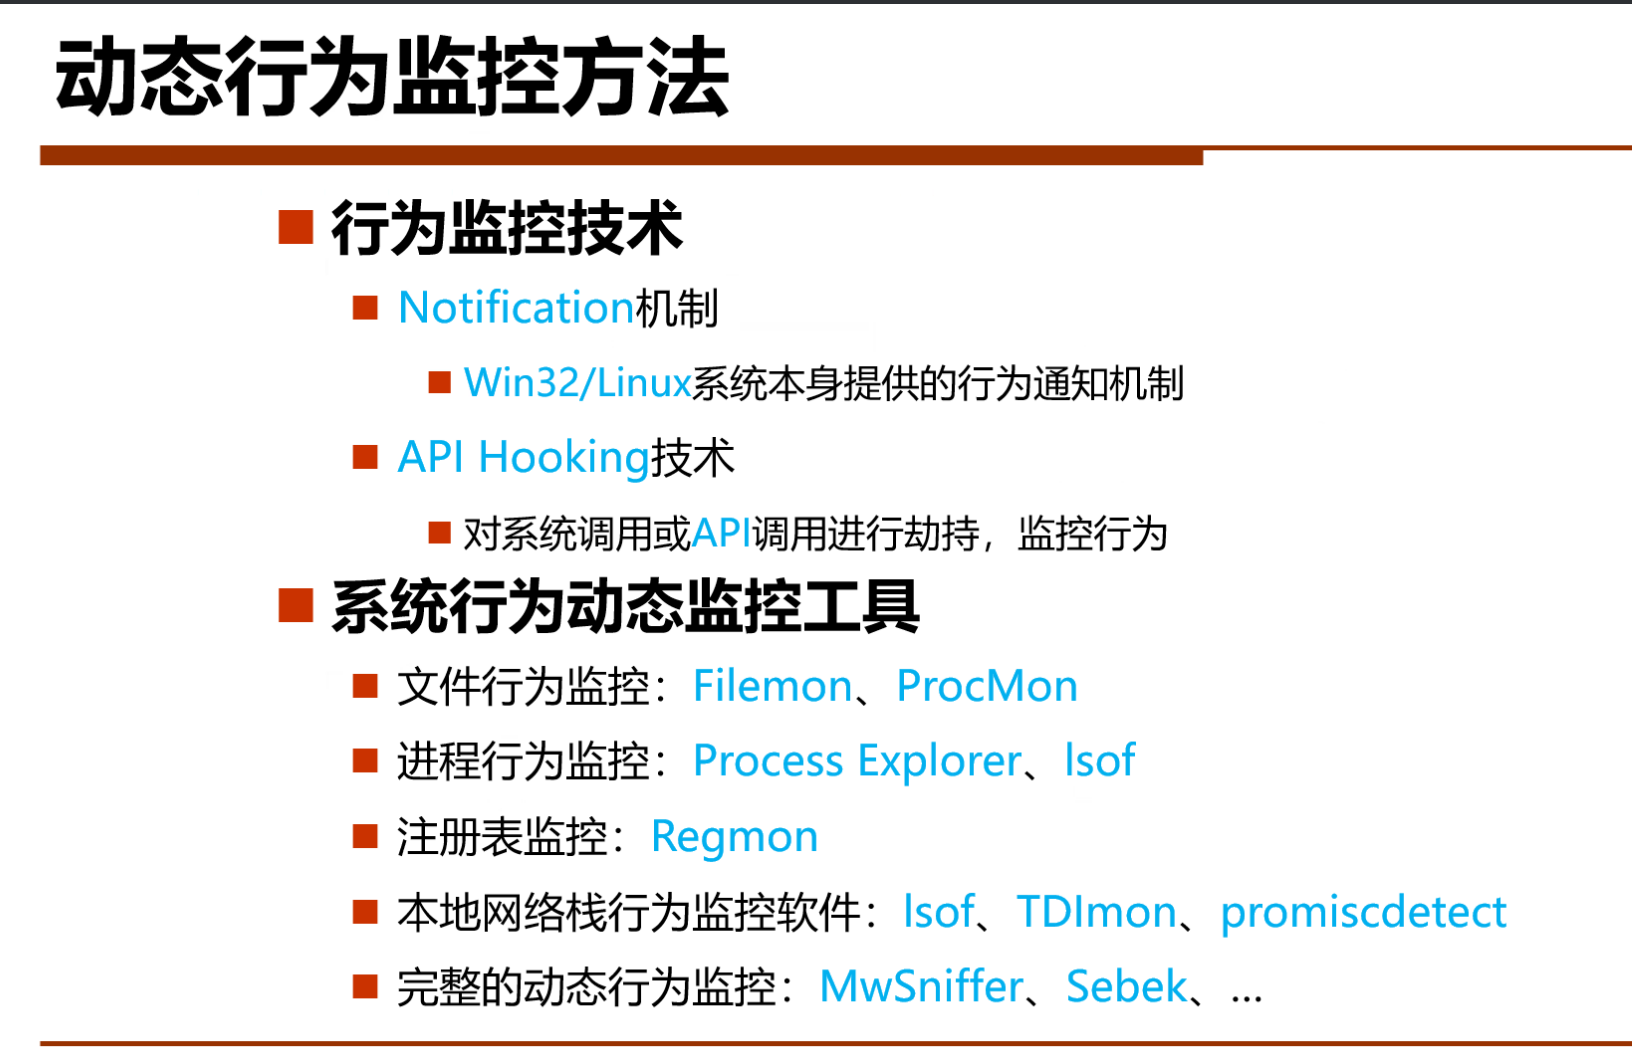 动态行为监控方法
行为监控技术
Notification机制
Win32/Linux系统本身提供的行为通知机制
API Hooking技术
对系统调用或API调用进行劫持，监控行为
系统行为动态监控工具
文件行为监控：Filemon、ProcMon
进程行为监控：Process Explorer、lsof
注册表监控：Regmon
本地网络栈行为监控软件：lsof、TDImon、promiscdetect
完整的动态行为监控：MwSniffer、Sebek、...